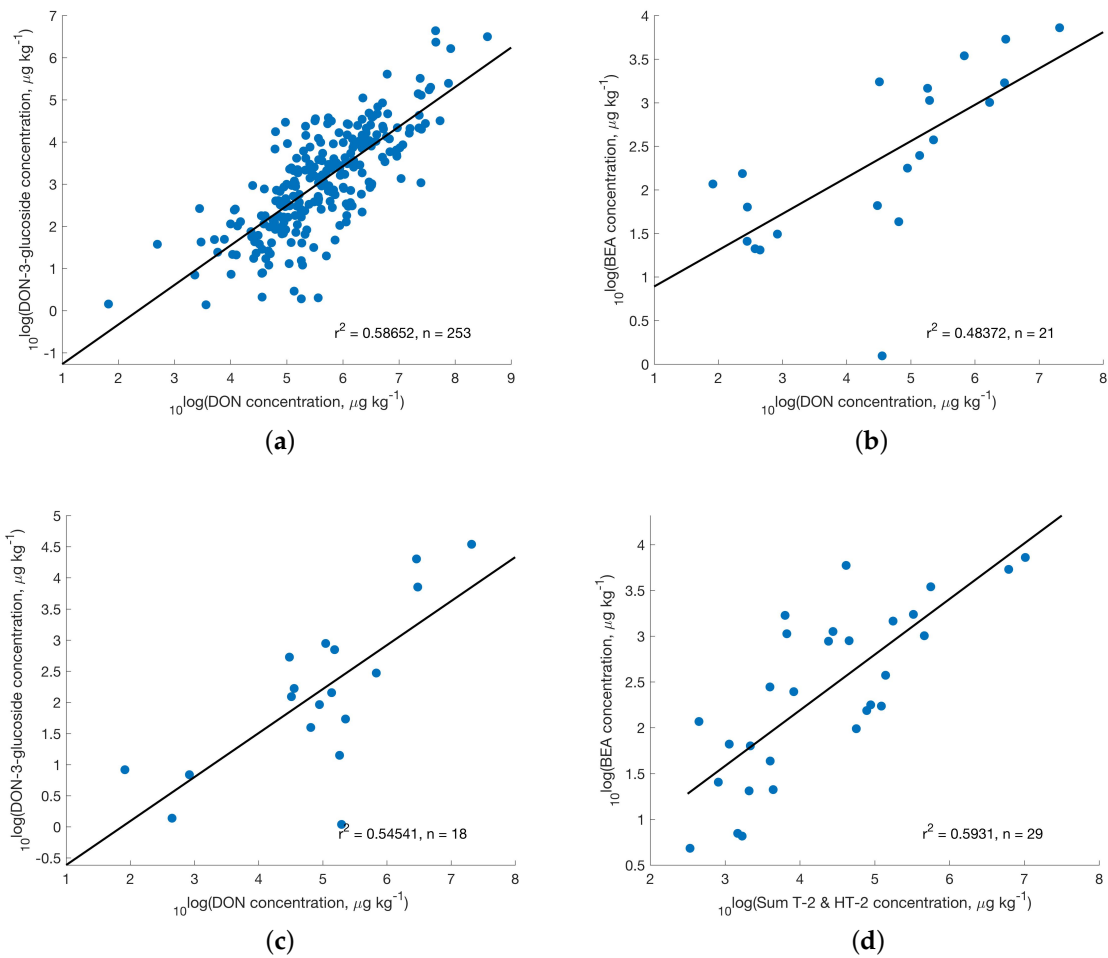 7
6
5
4
3
2
1
0
-1
10log(DON-3-glucoside concentration, μg kg-1)
r2 = 0.58652, n = 253
1 2 3 4 5 6 7 8 9
10log(DON concentration, μg kg-1)
(a)
4
3.5
3
2.5
2
1.5
1
0.5
0
10log(BEA concentration, μg kg-1)
r2 = 0.48372, n = 21
1 2 3 4 5 6 7 8
10log(DON concentration, μg kg-1)
(b)
5
4.5
4
3.5
3
2.5
2
1.5
1
0.5
0
-0.5
10log(DON-3-glucoside concentration, μg kg-1)
r2 = 0.54541, n = 18
1 2 3 4 5 6 7 8
10log(DON concentration, μg kg-1)
(c)
4
3.5
3
2.5
2
1.5
1
0.5
10log(BEA concentration, μg kg-1)
r2 = 0.5931, n = 29
2 3 4 5 6 7 8
10log(Sum T-2 & HT-2 concentration, μg kg-1)
(d)